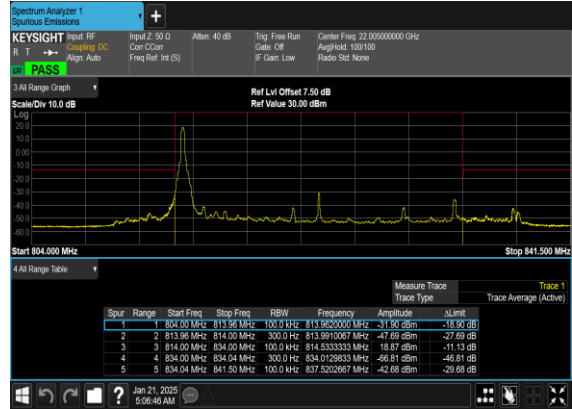 Spectrum Analyzer 1
Spurious Emissions
KEYSIGHT Input: RF Input Z: 50 Ω Atten: 40 dB Trig: Free Run Center Freq: 22.005000000 GHz
R T Coupling: DC Corr CCorr Gate: Off Avg|Hold: 100/100
Align: Auto Freq Ref: Int (S) IF Gain: Low Radio Std: None
PASS
3 All Range Graph
Ref Lvl Offset 7.50 dB
Scale/Div 10.0 dB Ref Value 30.00 dBm
Log
20.0
10.0
0.00
-10.0
-20.0
-30.0
-40.0
-50.0
-60.0
Start 804.000 MHz Stop 841.500 MHz
4 All Range Table
Measure Trace Trace 1
Trace Type Trace Average (Active)
Spur Range Start Freq Stop Freq RBW Frequency Amplitude ΔLimit
1 1 804.00 MHz 813.96 MHz 100.0 kHz 813.9620000 MHz -31.90 dBm -18.90 dB
2 2 813.96 MHz 814.00 MHz 300.0 Hz 813.9910067 MHz -47.69 dBm -27.69 dB
3 3 814.00 MHz 834.00 MHz 100.0 kHz 814.5333333 MHz 18.87 dBm -11.13 dB
4 4 834.00 MHz 834.04 MHz 300.0 Hz 834.0129833 MHz -66.81 dBm -46.81 dB
5 5 834.04 MHz 841.50 MHz 100.0 kHz 837.5202667 MHz -42.68 dBm -29.68 dB
? Jan 21, 2025
5:06:46 AM